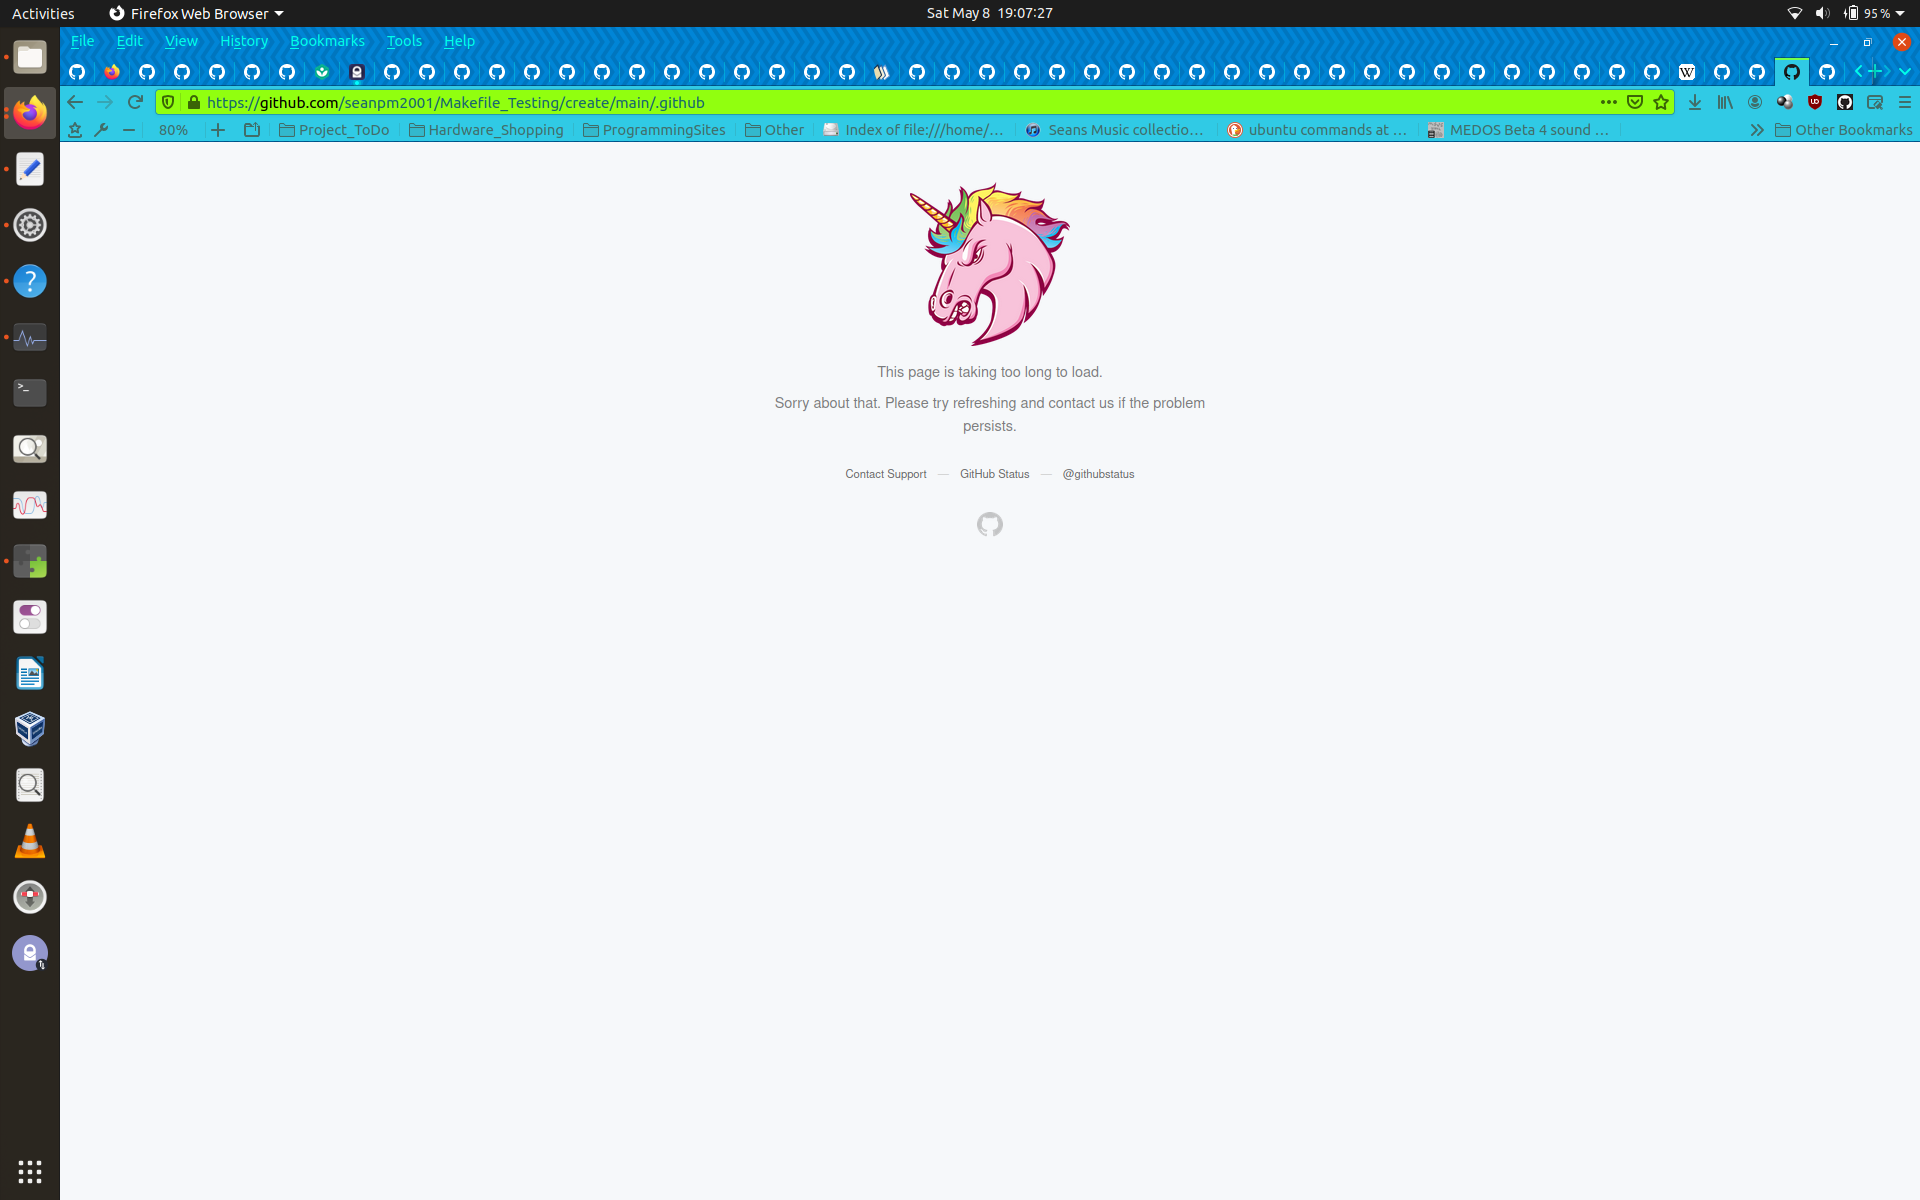 Activities Firefox Web Browser Sat May 8 19:07:27 95 %
File Edit View History Bookmarks Tools Help
W
https://github.com/seanpm2001/Makefile_Testing/create/main/.github
80% Project_ToDo Hardware_Shopping ProgrammingSites Other Index of file:///home/… Seans Music collectio… ubuntu commands at … MEDOS Beta 4 sound … Other Bookmarks
This page is taking too long to load.
Sorry about that. Please try refreshing and contact us if the problem
persists.
Contact Support — GitHub Status — @githubstatus